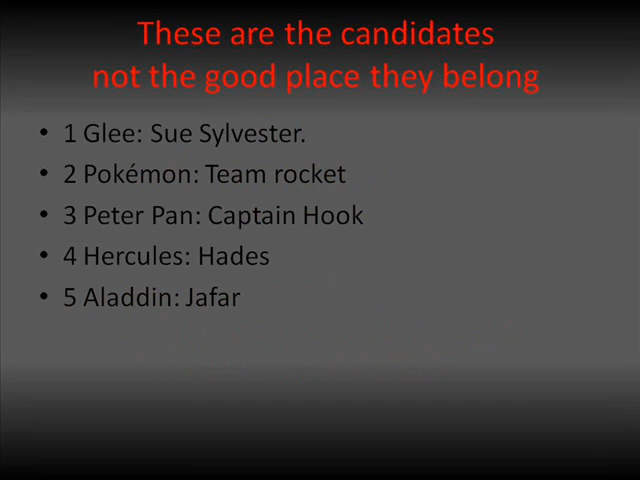 These are the candidates
not the good place they belong
• 1 Glee: Sue Sylvester.
• 2 Pokémon: Team rocket
• 3 Peter Pan: Captain Hook
• 4 Hercules: Hades
• 5 Aladdin: Jafar